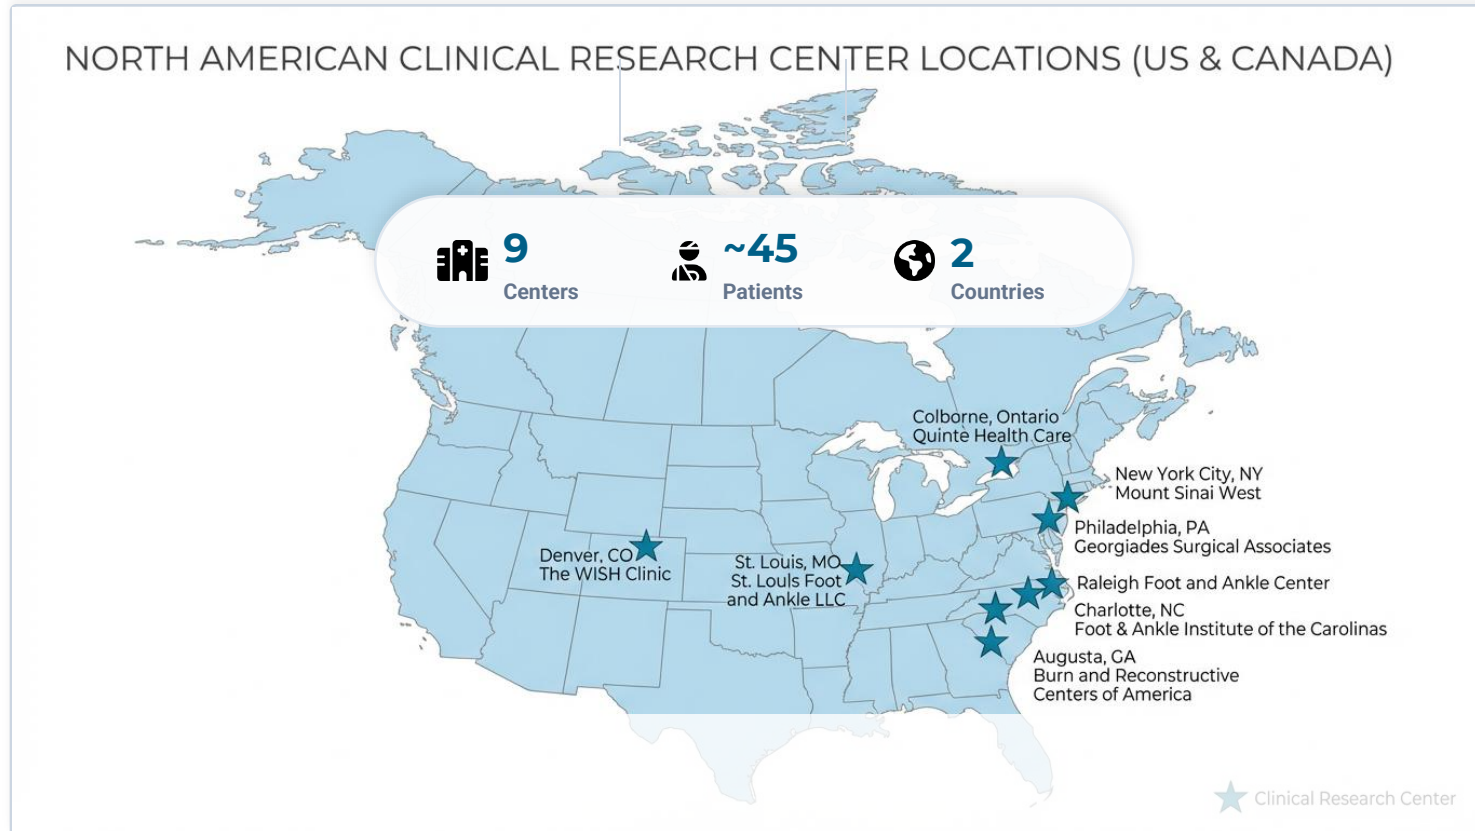 NORTH AMERICAN CLINICAL RESEARCH CENTER LOCATIONS (US & CANADA)
9
Centers
~45
Patients
2
Countries
Colborne, Ontario
Quinte Health Care
New York City, NY
Mount Sinai West
Philadelphia, PA
Georgiades Surgical Associates
Denver, CO
The WISH Clinic
St. Louis, MO
St. Louls Foot
and Ankle LLC
Raleigh Foot and Ankle Center
Charlotte, NC
Foot & Ankle Institute of the Carolinas
Augusta, GA
Burn and Reconstructive
Centers of America
Clinical Research Center